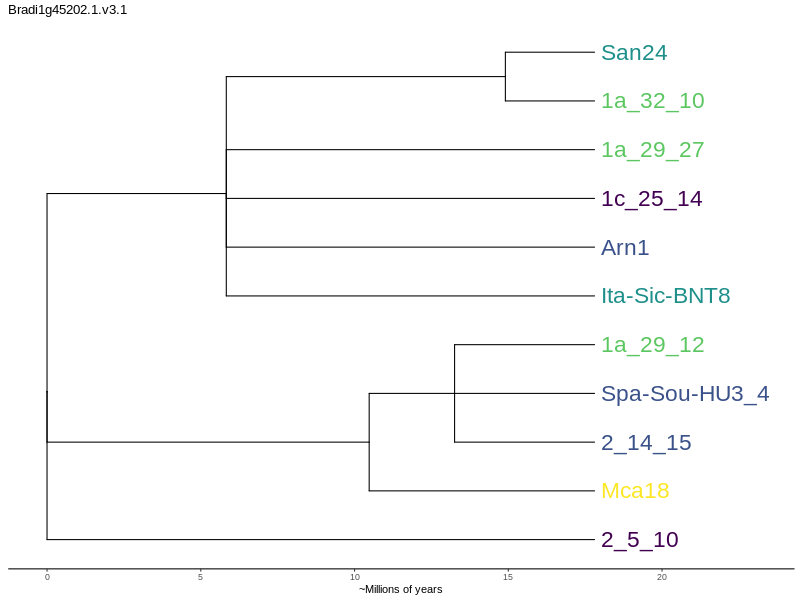 Bradi1g45202.1.v3.1
San24
1a_32_10
1a_29_27
1c_25_14
Arn1
Ita-Sic-BNT8
1a_29_12
Spa-Sou-HU3_4
2_14_15
Mca18
2_5_10
0 5 10 15 20
~Millions of years